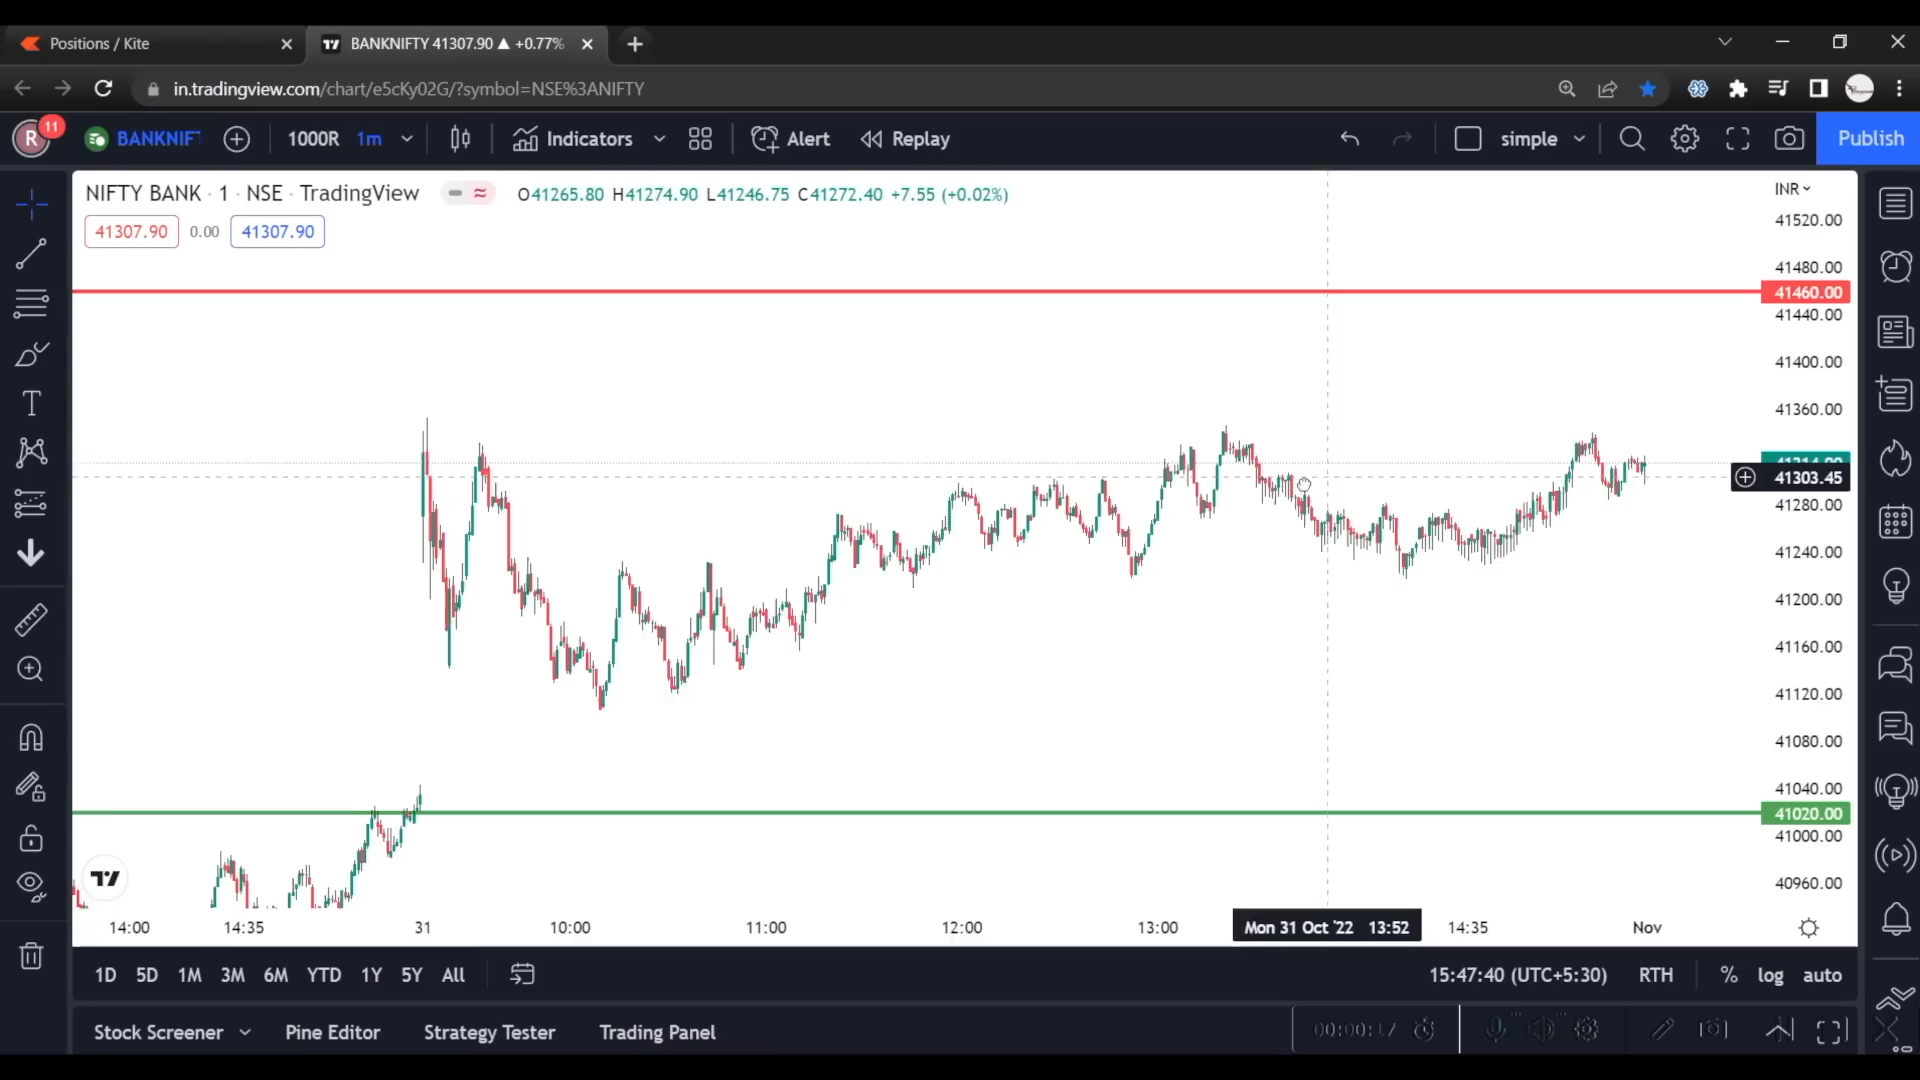 Positions / Kite
BANKNIFTY 41307.90 ▲ +0.77%
in.tradingview.com/chart/e5cKy02G/?symbol=NSE%3ANIFTY
R 11 BANKNIF 1000R 1m Indicators Alert Replay simple Publish
NIFTY BANK · 1 · NSE · TradingView O41265.80 H41274.90 L41246.75 C41272.40 +7.55 (+0.02%)
INR
41307.90 0.00 41307.90
41520.00
41480.00
41460.00
41440.00
41400.00
41360.00
41303.45
41280.00
41240.00
41200.00
41160.00
41120.00
41080.00
41040.00
41020.00
41000.00
40960.00
14:00 14:35 31 10:00 11:00 12:00 13:00 Mon 31 Oct '22 13:52 14:35 Nov
1D 5D 1M 3M 6M YTD 1Y 5Y All 15:47:40 (UTC+5:30) RTH % log auto
Stock Screener Pine Editor Strategy Tester Trading Panel 00:00:17